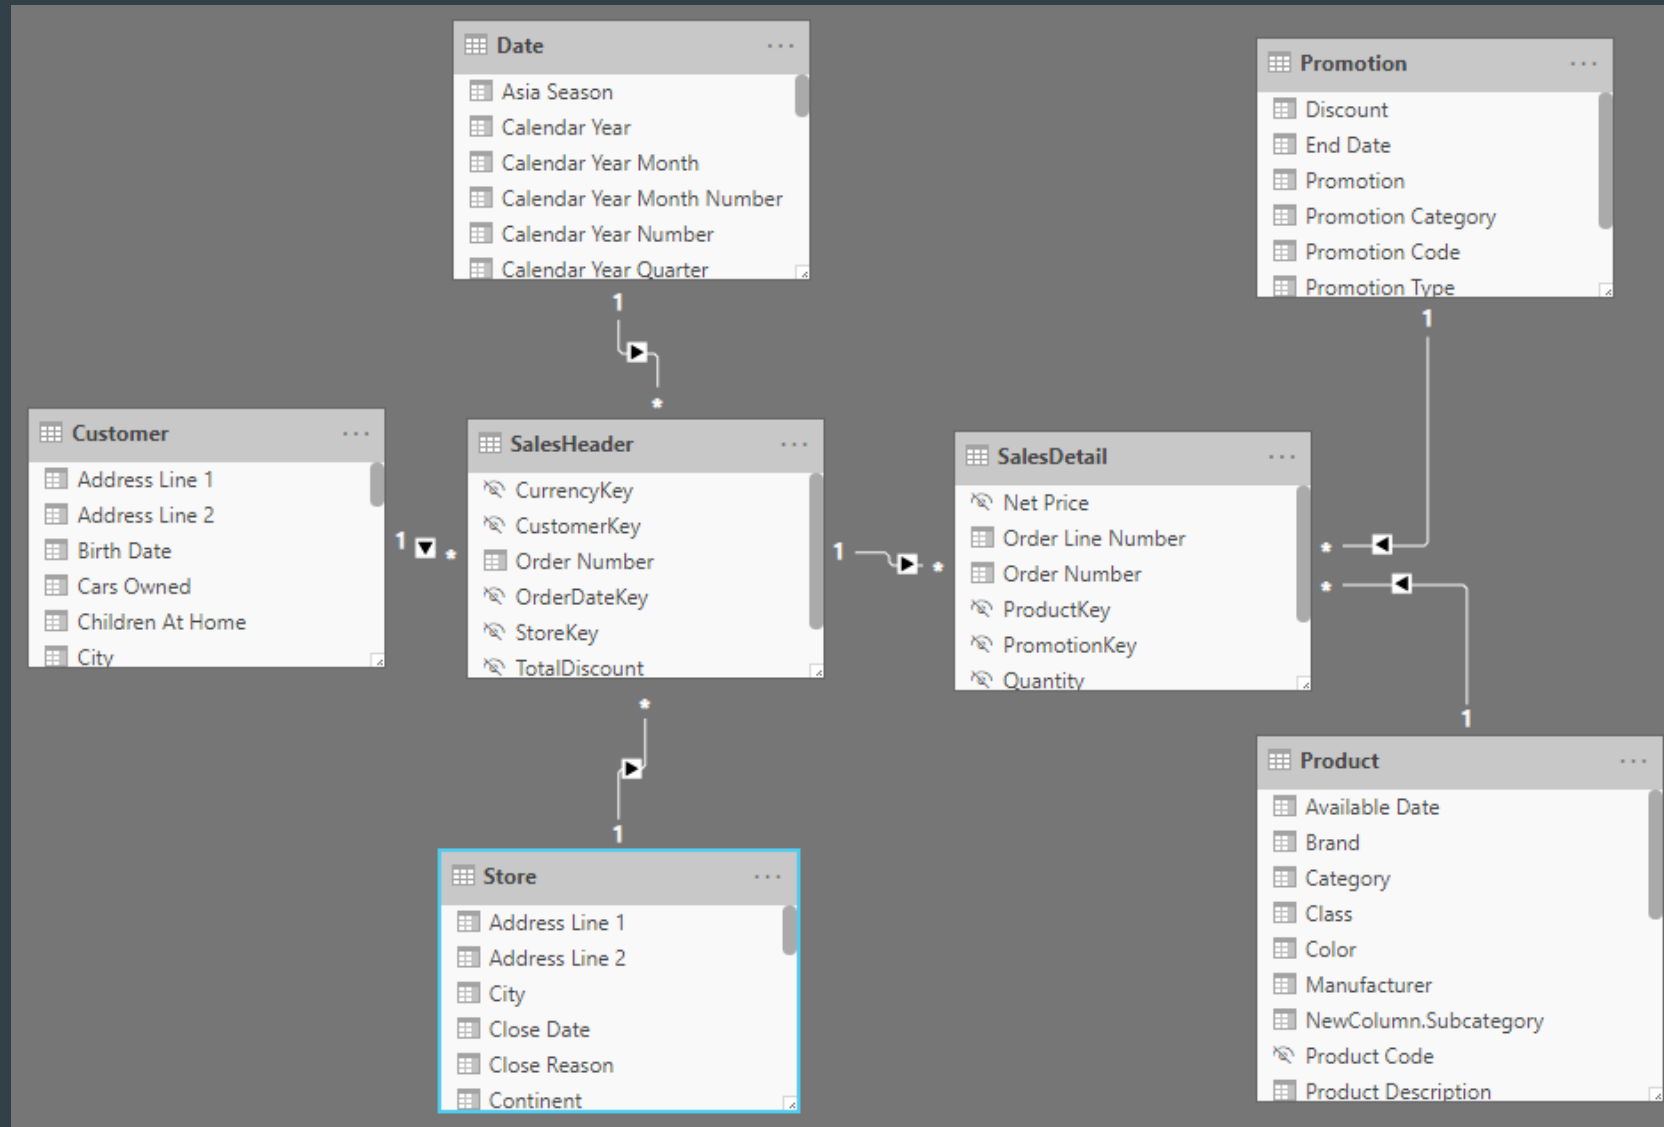 Date
Asia Season
Calendar Year
Calendar Year Month
Calendar Year Month Number
Calendar Year Number
Calendar Year Quarter
Promotion
Discount
End Date
Promotion
Promotion Category
Promotion Code
Promotion Type
1
*
1
Customer
Address Line 1
Address Line 2
Birth Date
Cars Owned
Children At Home
City
1
*
SalesHeader
CurrencyKey
CustomerKey
Order Number
OrderDateKey
StoreKey
TotalDiscount
1
*
SalesDetail
Net Price
Order Line Number
Order Number
ProductKey
PromotionKey
Quantity
*
*
*
1
1
Store
Address Line 1
Address Line 2
City
Close Date
Close Reason
Continent
Product
Available Date
Brand
Category
Class
Color
Manufacturer
NewColumn.Subcategory
Product Code
Product Description